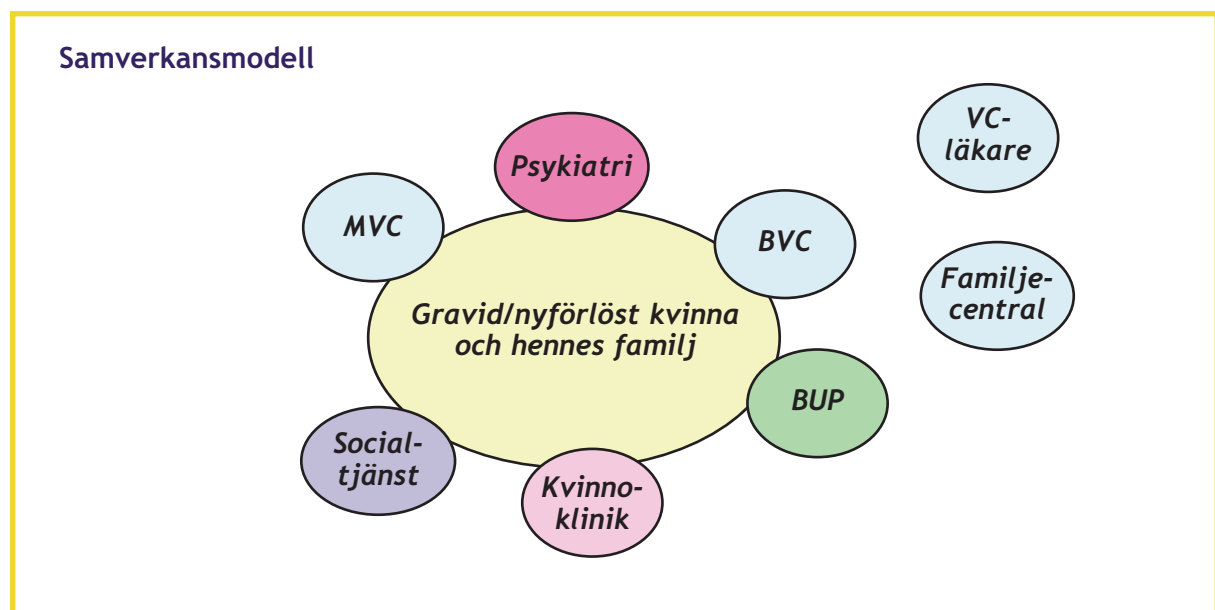 Samverkansmodell
Psykiatri
VC-
läkare
MVC
BVC
Gravid/nyförlöst kvinna
och hennes familj
Familje-
central
BUP
Social-
tjänst
Kvinno-
klinik